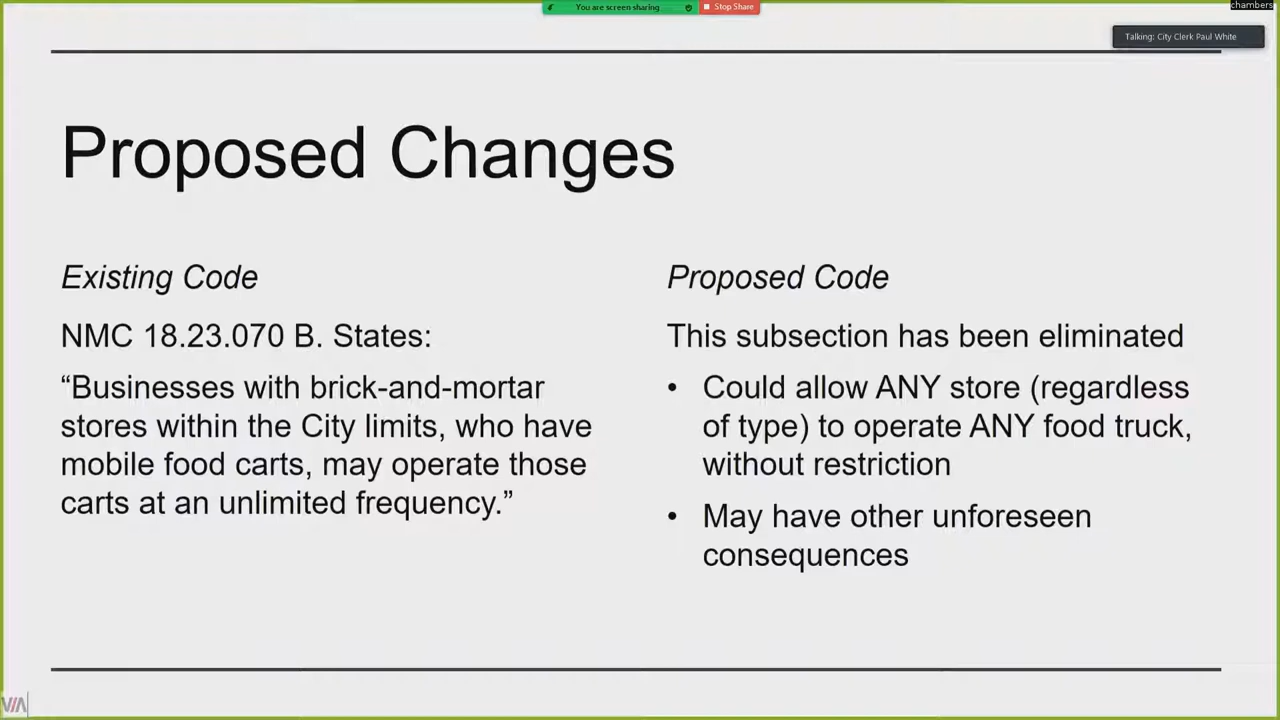 You are screen sharing
Stop Share
chambers
Talking: City Clerk Paul White
Proposed Changes
Existing Code
NMC 18.23.070 B. States:
“Businesses with brick-and-mortar
stores within the City limits, who have
mobile food carts, may operate those
carts at an unlimited frequency.”
Proposed Code
This subsection has been eliminated
• Could allow ANY store (regardless
of type) to operate ANY food truck,
without restriction
• May have other unforeseen
consequences
VIA